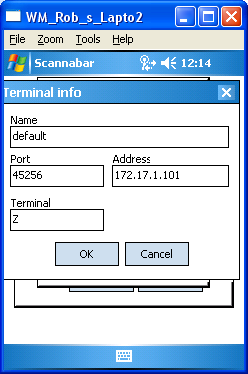 WM_Rob_s_Lapto2
File Zoom Tools Help
Scannabar 12:14
Terminal info
Name
default
Port Address
45256 172.17.1.101
Terminal
Z
OK Cancel